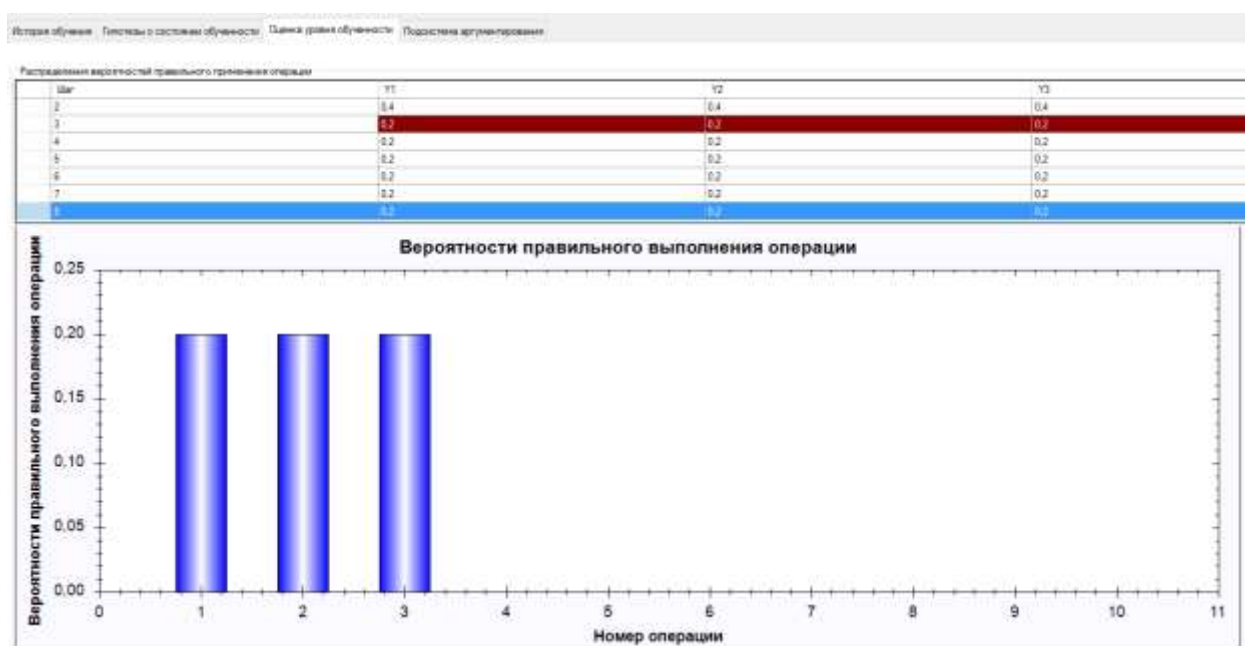 История обучения Гипотезы о состоянии обученности Оценка уровня обученности Подсистема аргументирования
Распределения вероятностей правильного применения операции
Шаг Y1 Y2 Y3
2 0,4 0,4 0,4
3 0,2 0,2 0,2
4 0,2 0,2 0,2
5 0,2 0,2 0,2
6 0,2 0,2 0,2
7 0,2 0,2 0,2
0,2 0,2 0,2
Вероятности правильного выполнения операции
Вероятности правильного выполнения операции
0,25
0,20
0,15
0,10
0,05
0,00
0 1 2 3 4 5 6 7 8 9 10 11
Номер операции